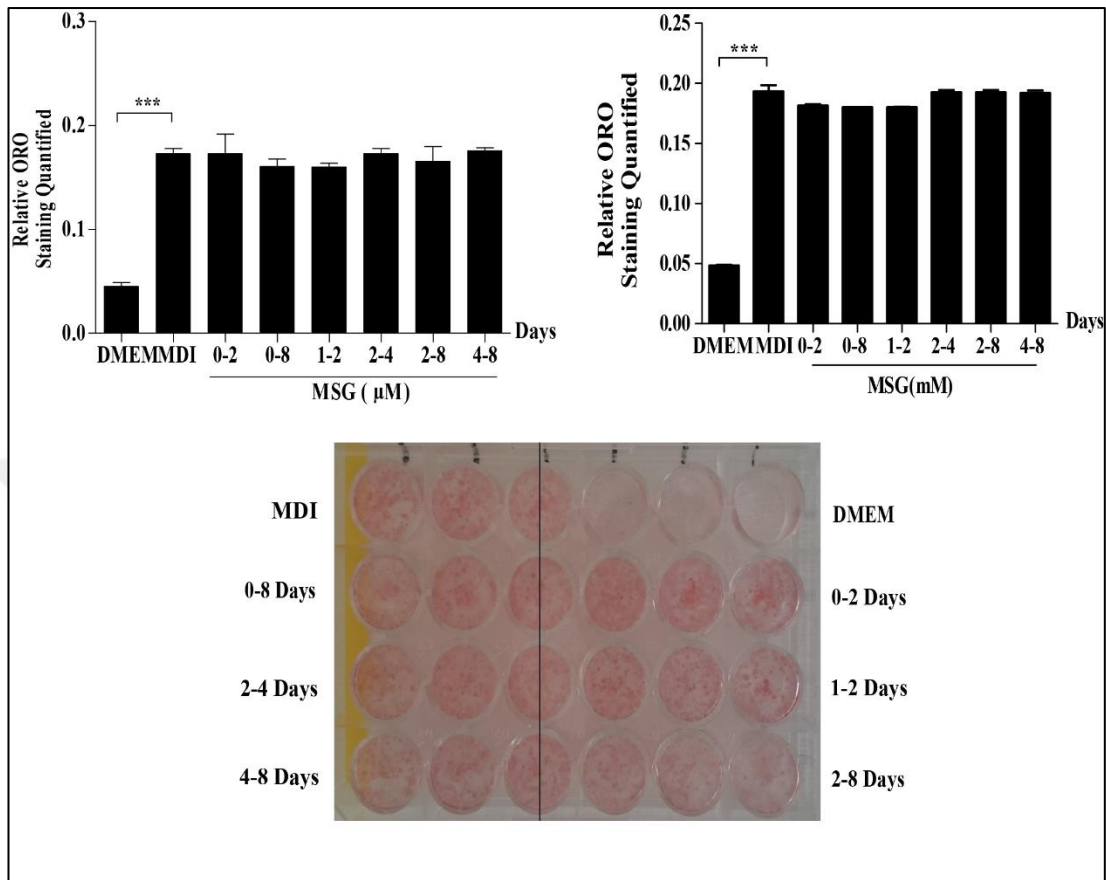 0.3
0.2
0.1
0.0
Relative ORO
Staining Quantified
***
DMEM MDI 0-2 0-8 1-2 2-4 2-8 4-8 Days
MSG ( µM)
0.25
0.20
0.15
0.10
0.05
0.00
Relative ORO
Staining Quantified
***
DMEM MDI 0-2 0-8 1-2 2-4 2-8 4-8 Days
MSG(mM)
MDI
DMEM
0-8 Days
0-2 Days
2-4 Days
1-2 Days
4-8 Days
2-8 Days